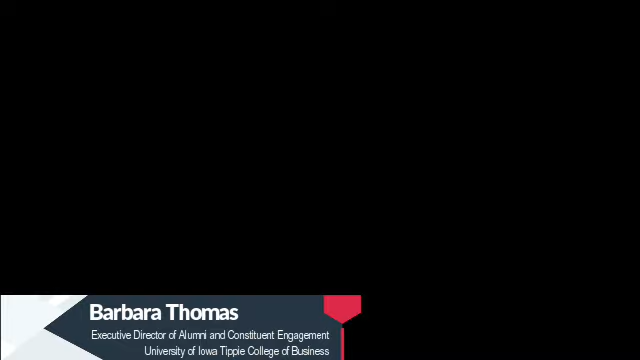 Barbara Thomas
Executive Director of Alumni and Constituent Engagement
University of Iowa Tippie College of Business